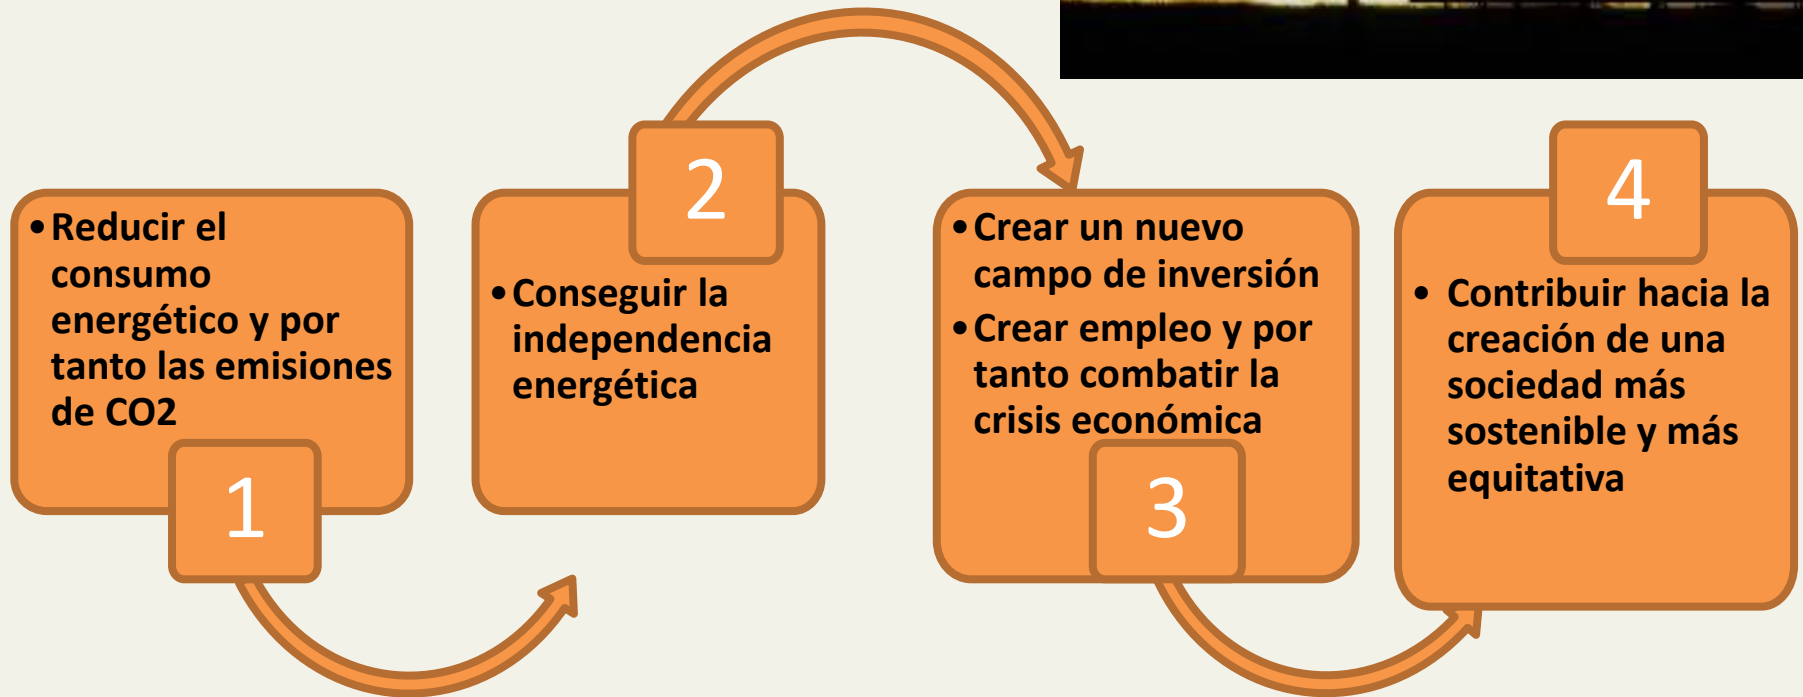 •Reducir el
consumo
energético y por
tanto las emisiones
de CO2
1
2
•Conseguir la
independencia
energética
•Crear un nuevo
campo de inversión
•Crear empleo y por
tanto combatir la
crisis económica
3
4
• Contribuir hacia la
creación de una
sociedad más
sostenible y más
equitativa